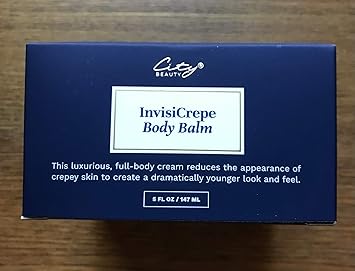 City®
BEAUTY
InvisiCrepe
Body Balm
This luxurious, full-body cream reduces the appearance of
crepey skin to create a dramatically younger look and feel.
5 FL OZ / 147 ML